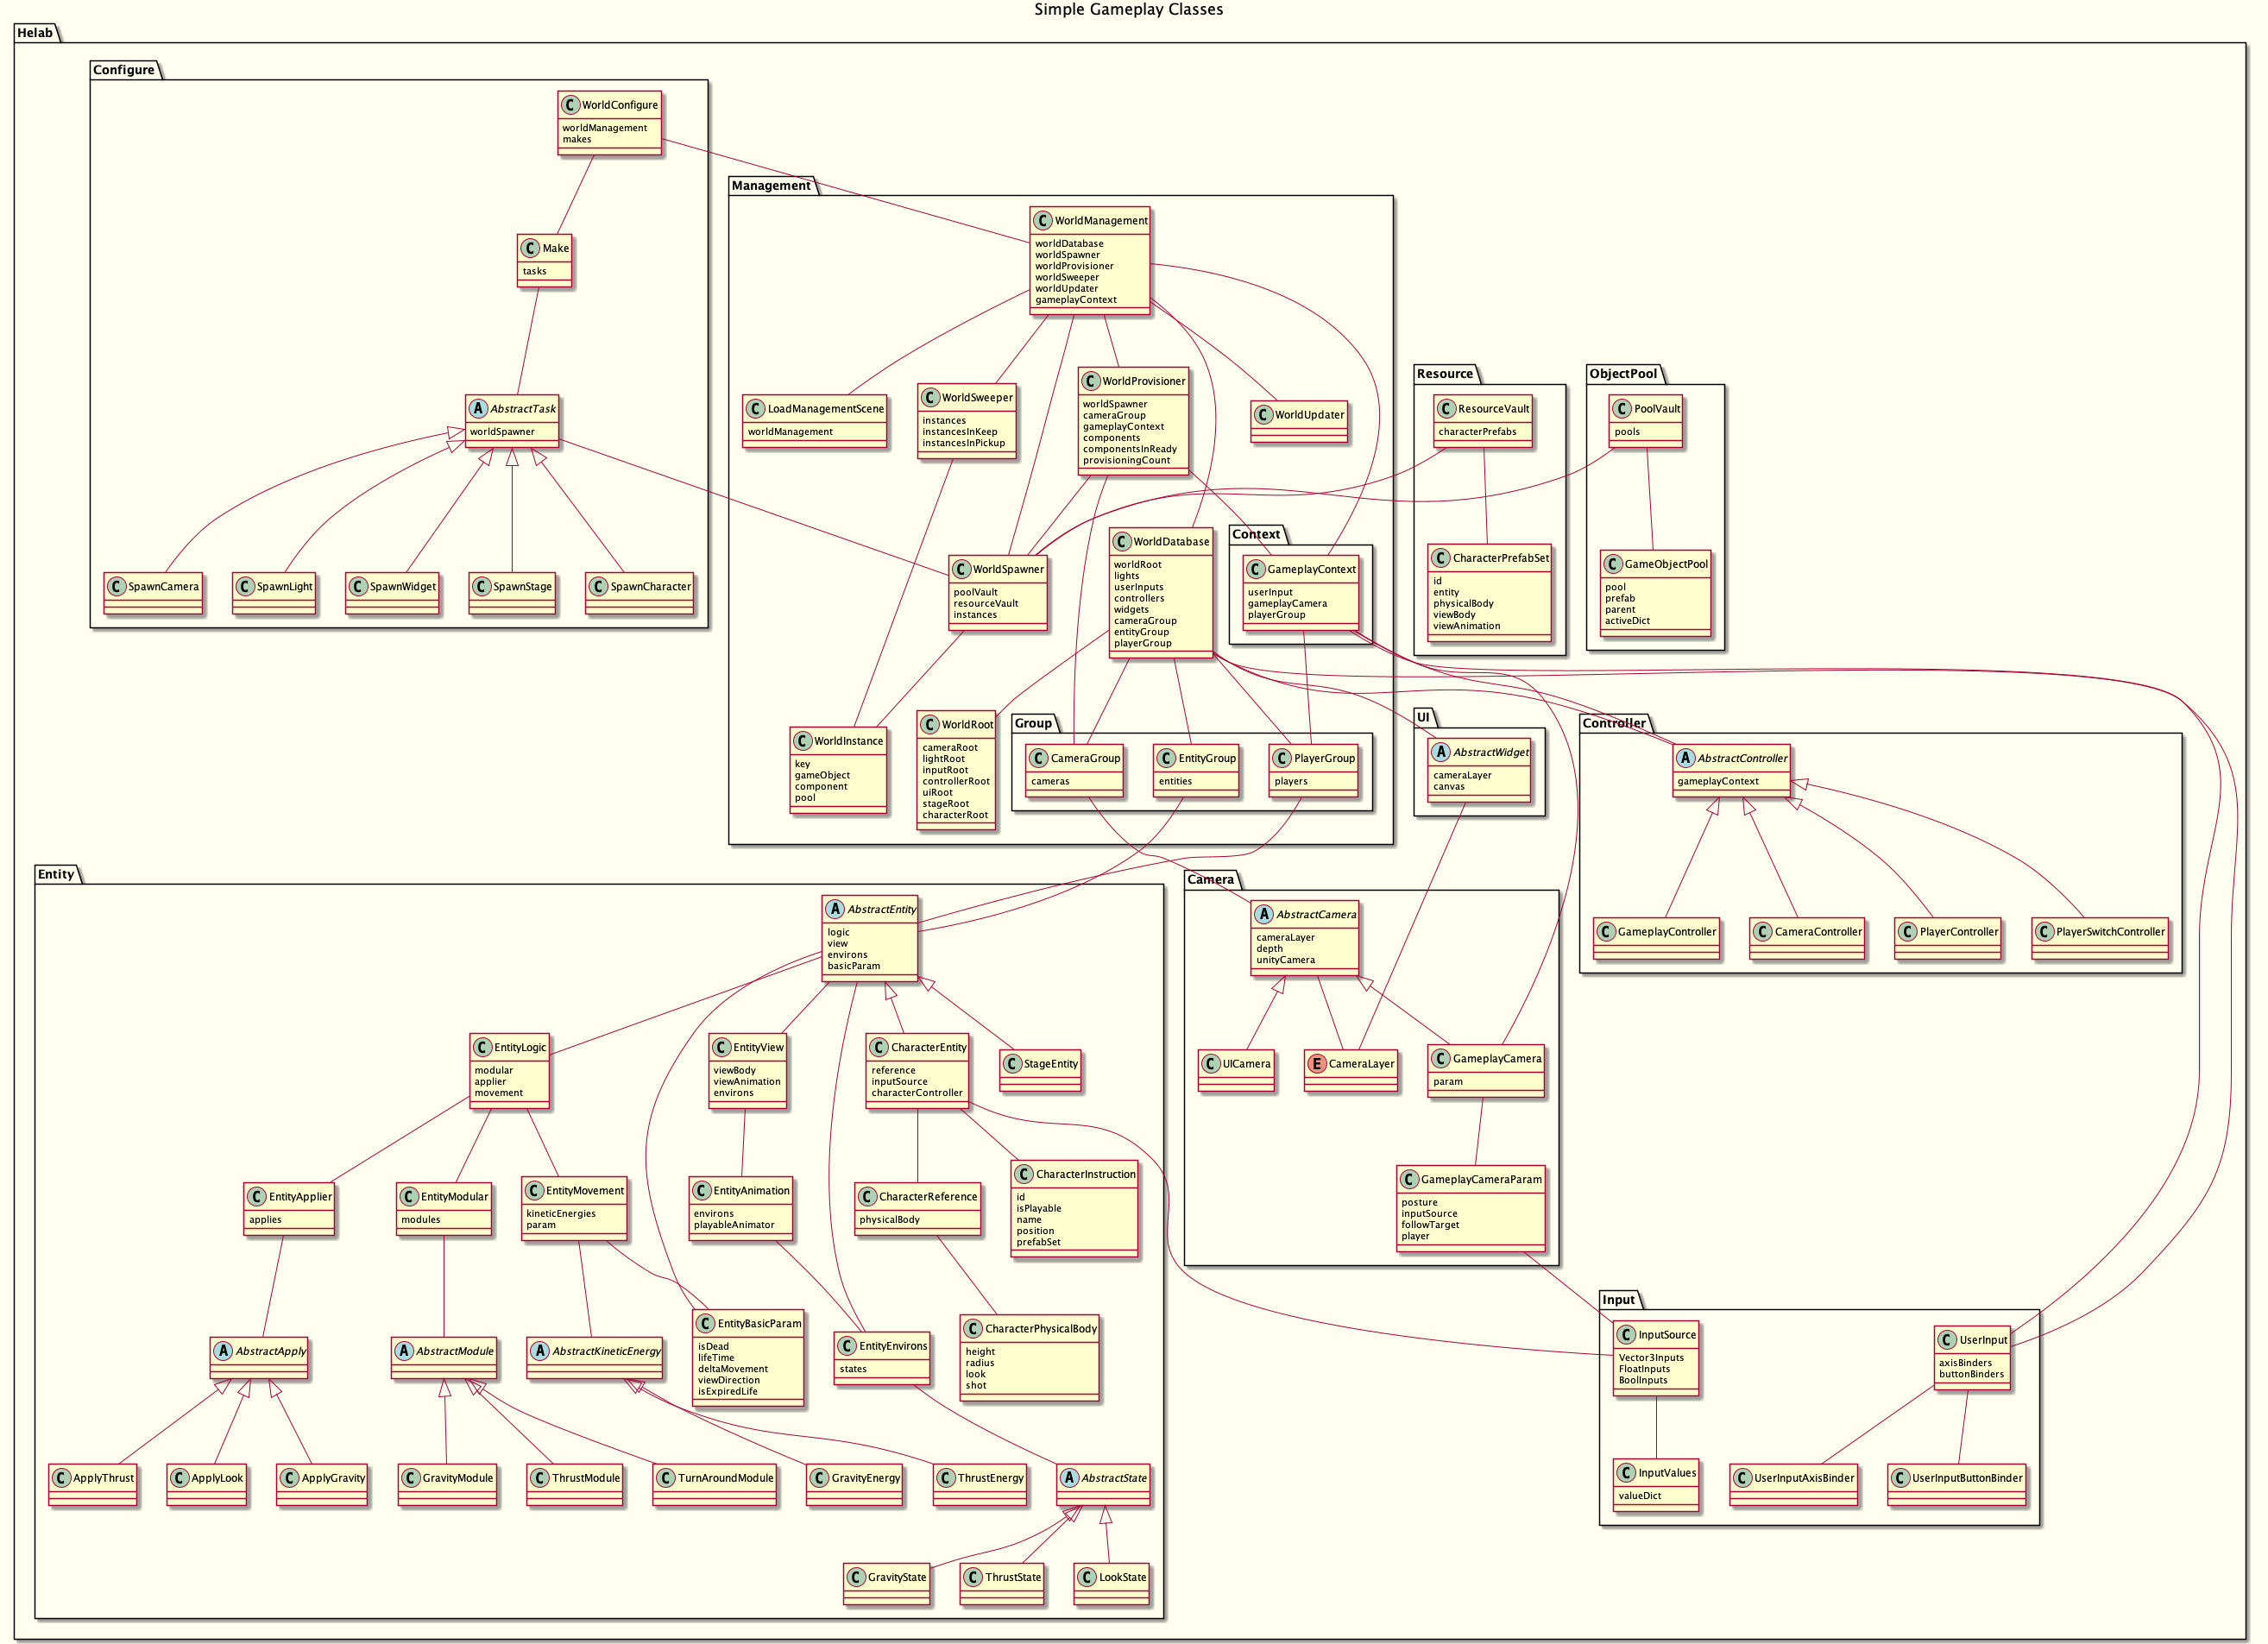 Simple Gameplay Classes
Helab
Configure
C WorldConfigure
worldManagement
makes
C Make
tasks
A AbstractTask
worldSpawner
C SpawnCamera
C SpawnLight
C SpawnWidget
C SpawnStage
C SpawnCharacter
Management
C WorldManagement
worldDatabase
worldSpawner
worldProvisioner
worldSweeper
worldUpdater
gameplayContext
C LoadManagementScene
worldManagement
C WorldSweeper
instances
instancesInKeep
instancesInPickup
C WorldProvisioner
worldSpawner
cameraGroup
gameplayContext
components
componentsInReady
provisioningCount
C WorldUpdater
C WorldSpawner
poolVault
resourceVault
instances
C WorldDatabase
worldRoot
lights
userInputs
controllers
widgets
cameraGroup
entityGroup
playerGroup
Context
C GameplayContext
userInput
gameplayCamera
playerGroup
C WorldInstance
key
gameObject
component
pool
C WorldRoot
cameraRoot
lightRoot
inputRoot
controllerRoot
uiRoot
stageRoot
characterRoot
Group
C CameraGroup
cameras
C EntityGroup
entities
C PlayerGroup
players
Resource
C ResourceVault
characterPrefabs
C CharacterPrefabSet
id
entity
physicalBody
viewBody
viewAnimation
ObjectPool
C PoolVault
pools
C GameObjectPool
pool
prefab
parent
activeDict
UI
A AbstractWidget
cameraLayer
canvas
Controller
A AbstractController
gameplayContext
C GameplayController
C CameraController
C PlayerController
C PlayerSwitchController
Entity
A AbstractEntity
logic
view
environs
basicParam
C EntityLogic
modular
applier
movement
C EntityView
viewBody
viewAnimation
environs
C CharacterEntity
reference
inputSource
characterController
C StageEntity
C EntityApplier
applies
C EntityModular
modules
C EntityMovement
kineticEnergies
param
C EntityAnimation
environs
playableAnimator
C CharacterReference
physicalBody
C CharacterInstruction
id
isPlayable
name
position
prefabSet
A AbstractApply
A AbstractModule
A AbstractKineticEnergy
C EntityBasicParam
isDead
lifeTime
deltaMovement
viewDirection
isExpiredLife
C EntityEnvirons
states
C CharacterPhysicalBody
height
radius
look
shot
C ApplyThrust
C ApplyLook
C ApplyGravity
C GravityModule
C ThrustModule
C TurnAroundModule
C GravityEnergy
C ThrustEnergy
A AbstractState
C GravityState
C ThrustState
C LookState
Camera
A AbstractCamera
cameraLayer
depth
unityCamera
C UICamera
E CameraLayer
C GameplayCamera
param
C GameplayCameraParam
posture
inputSource
followTarget
player
Input
C InputSource
Vector3Inputs
FloatInputs
BoolInputs
C UserInput
axisBinders
buttonBinders
C InputValues
valueDict
C UserInputAxisBinder
C UserInputButtonBinder